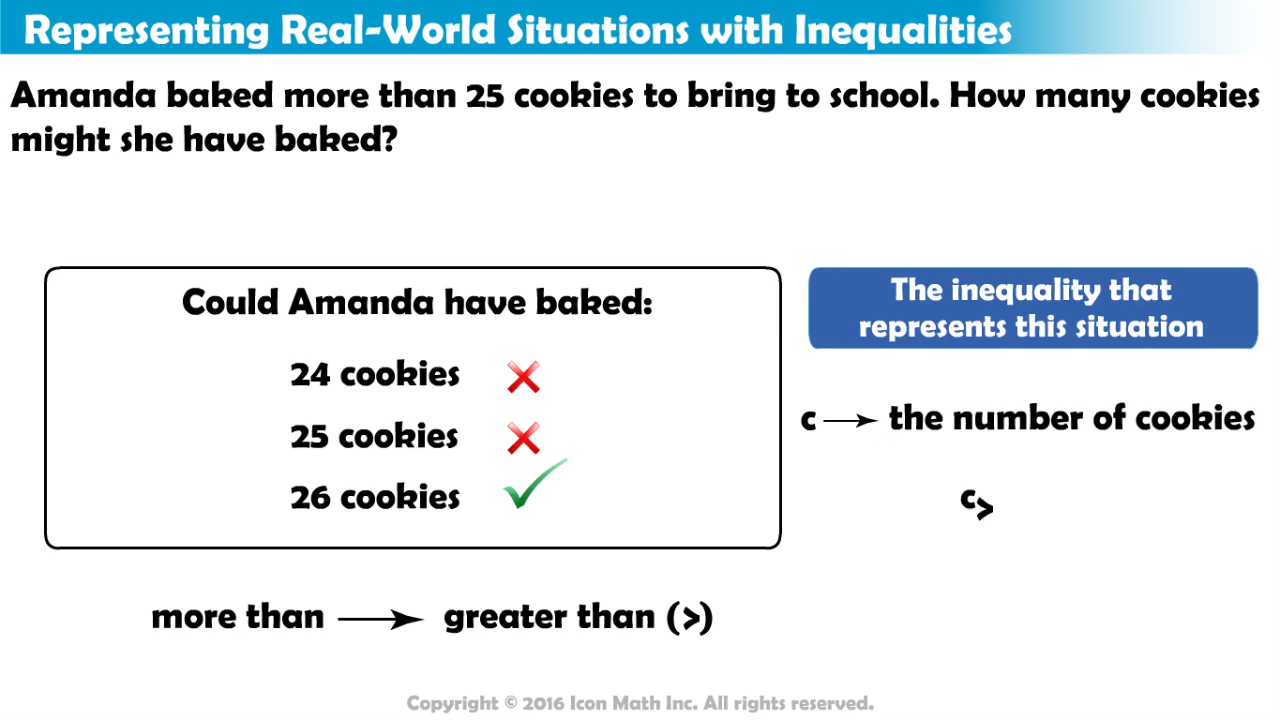 Representing Real-World Situations with Inequalities
Amanda baked more than 25 cookies to bring to school. How many cookies
might she have baked?
Could Amanda have baked:
24 cookies
25 cookies
26 cookies
more than → greater than (>)
The inequality that
represents this situation
c → the number of cookies
c >
Copyright © 2016 Icon Math Inc. All rights reserved.